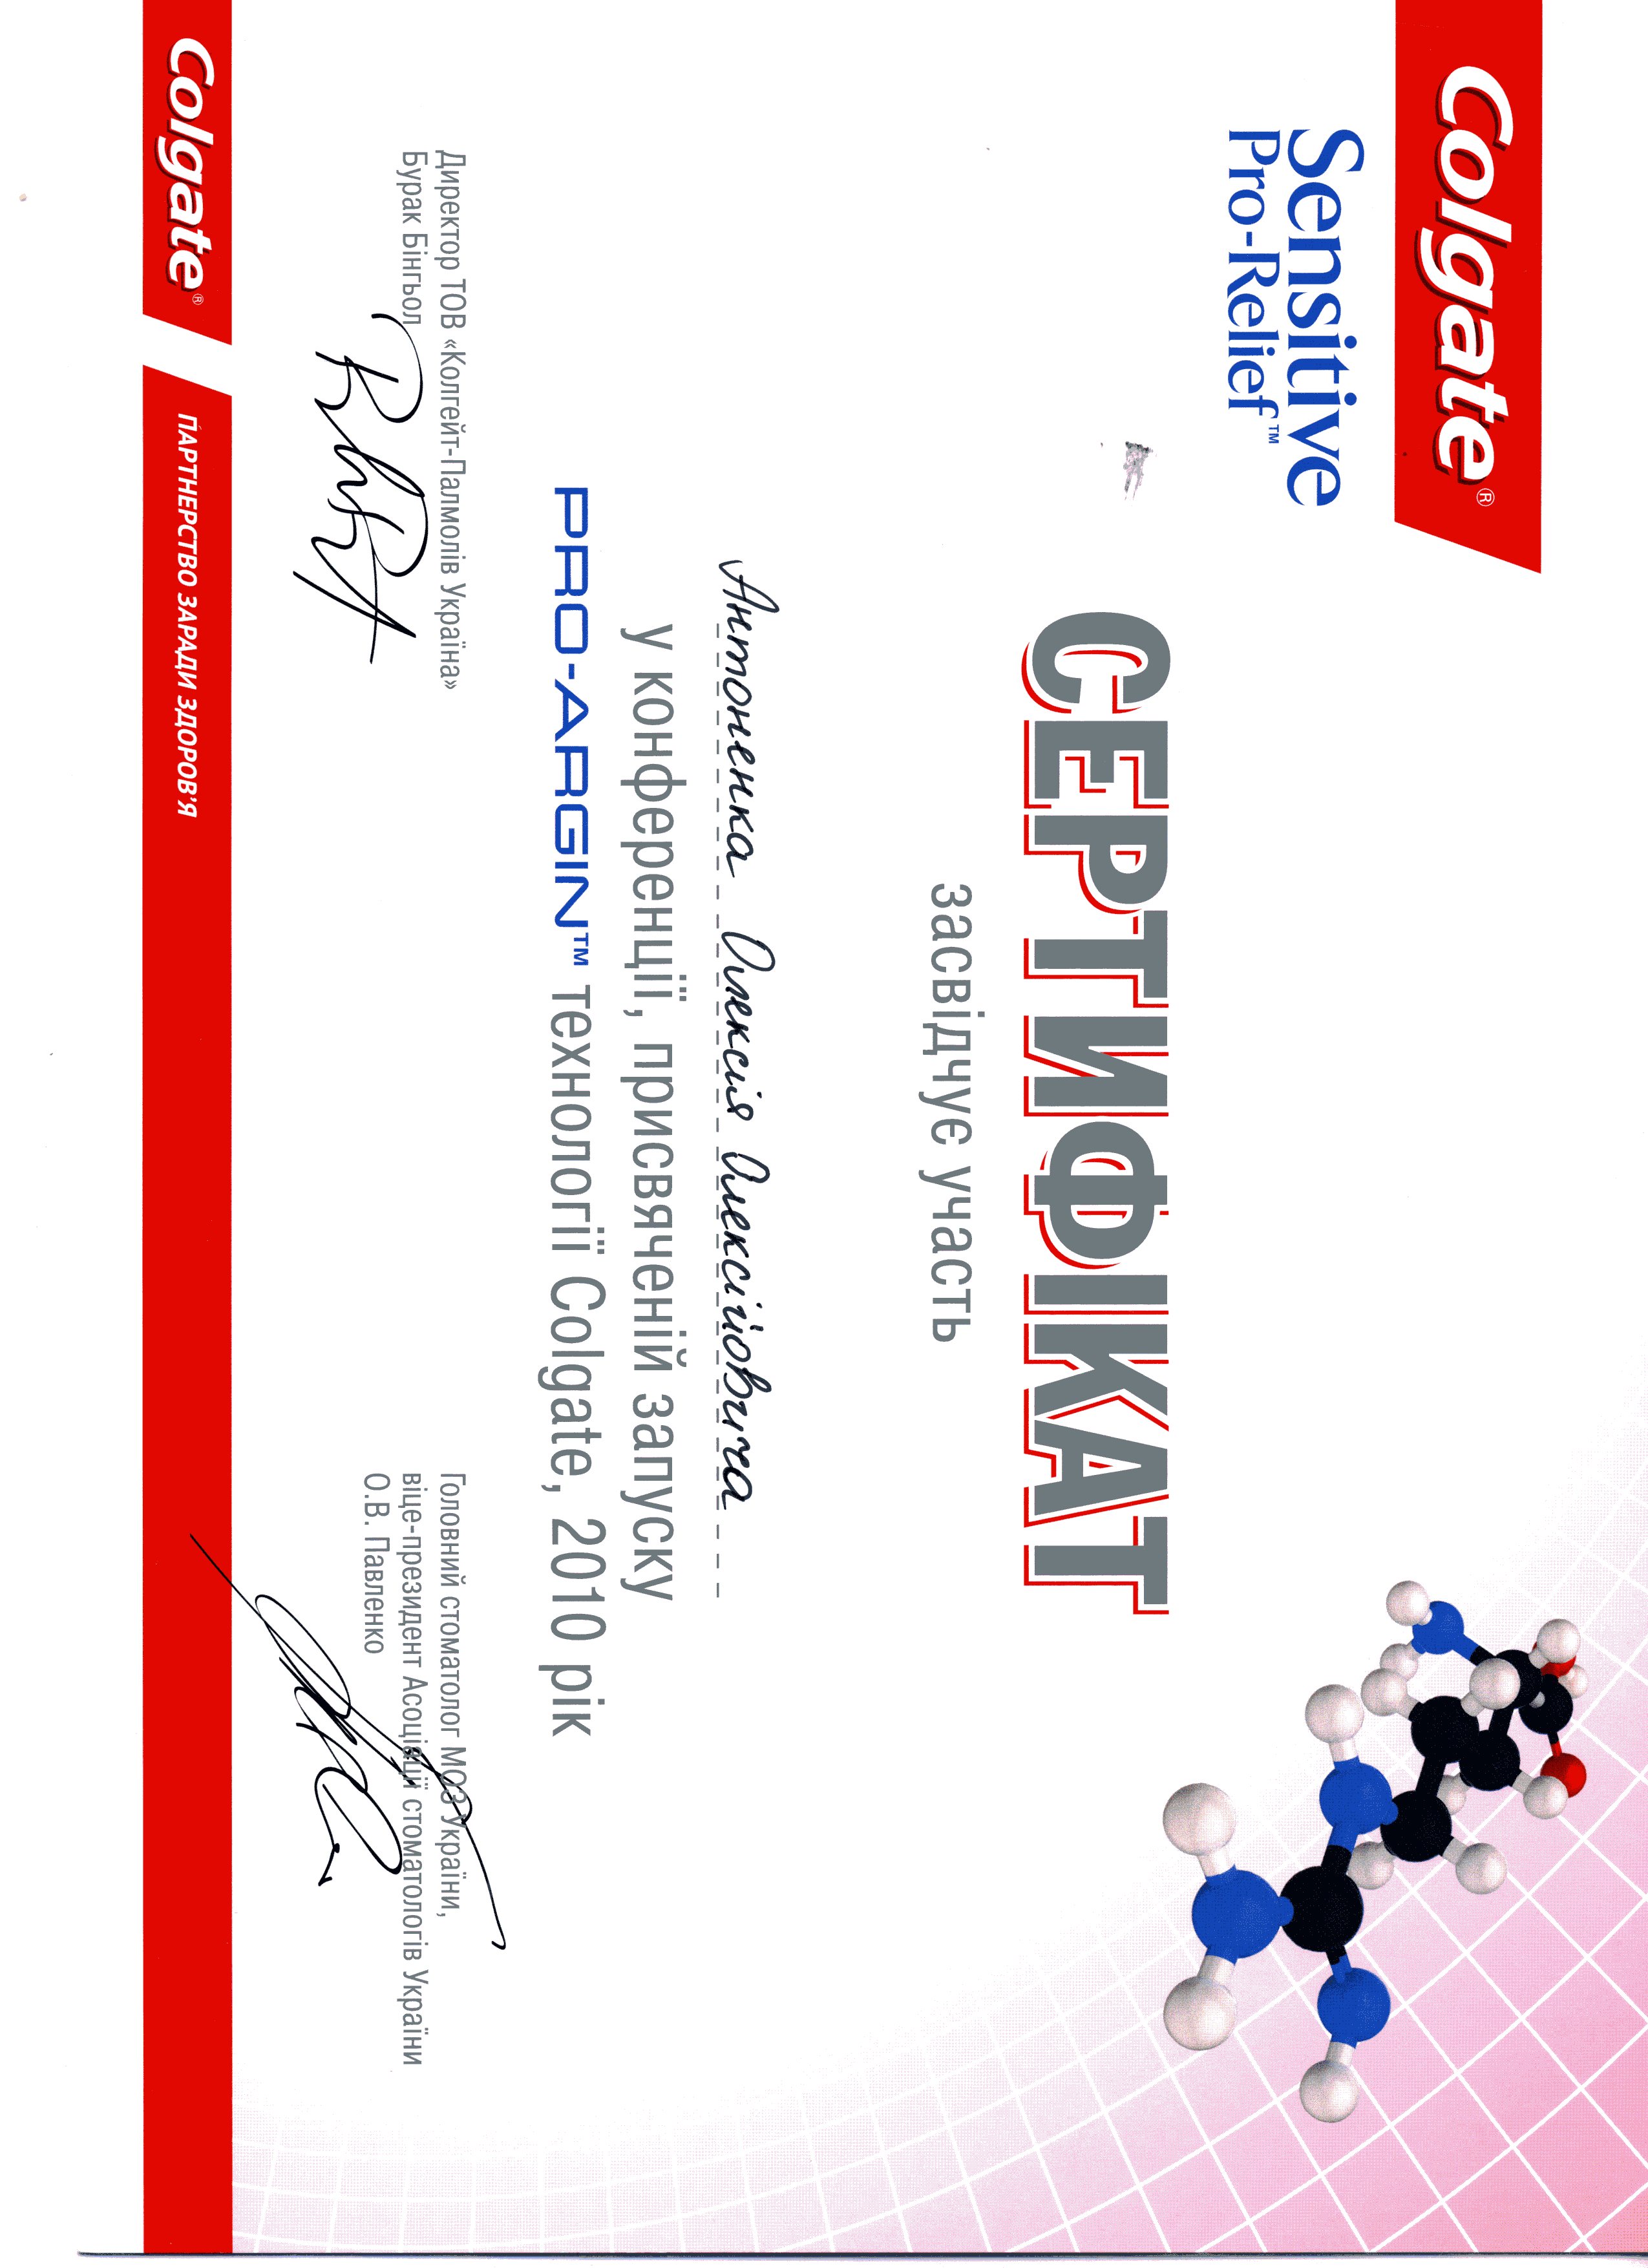 Colgate®
Sensitive
Pro-Relief™
СЕРТИФІКАТ
засвідчує участь
Антоненка Олексія Олексійовича
у конференції, присвяченій запуску
PRO-ARGIN™ технології Colgate, 2010 рік
Директор ТОВ «Колгейт-Палмолів Україна»
Бурак Бінгьол
Головний стоматолог МОЗ України,
віце-президент Асоціації стоматологів України
О.В. Павленко
Colgate®
ПАРТНЕРСТВО ЗАРАДИ ЗДОРОВ'Я